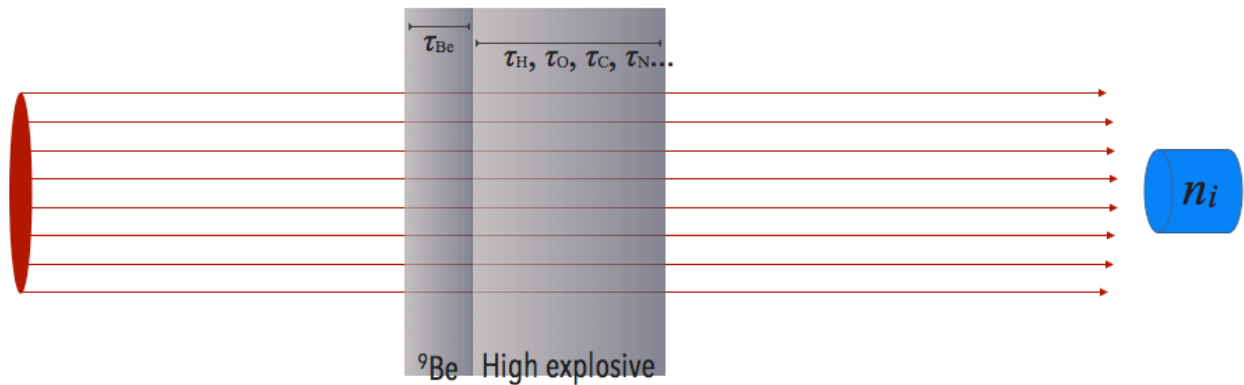 τBe
τH, τO, τC, τN...
ni
⁹Be
High explosive